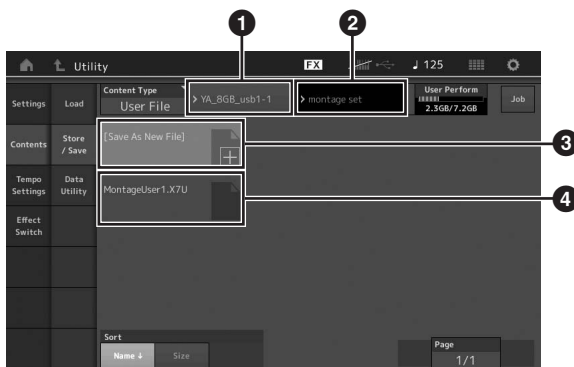 1 2
Utility FX 125
Settings Load Content Type User File > YA_8GB_usb1-1 > montage set User Perform 2.3GB/7.2GB Job
Contents Store / Save [Save As New File] 3
Tempo Settings Data Utility MontageUser1.X7U 4
Effect Switch
Sort Page
Name ↓ Size 1/1